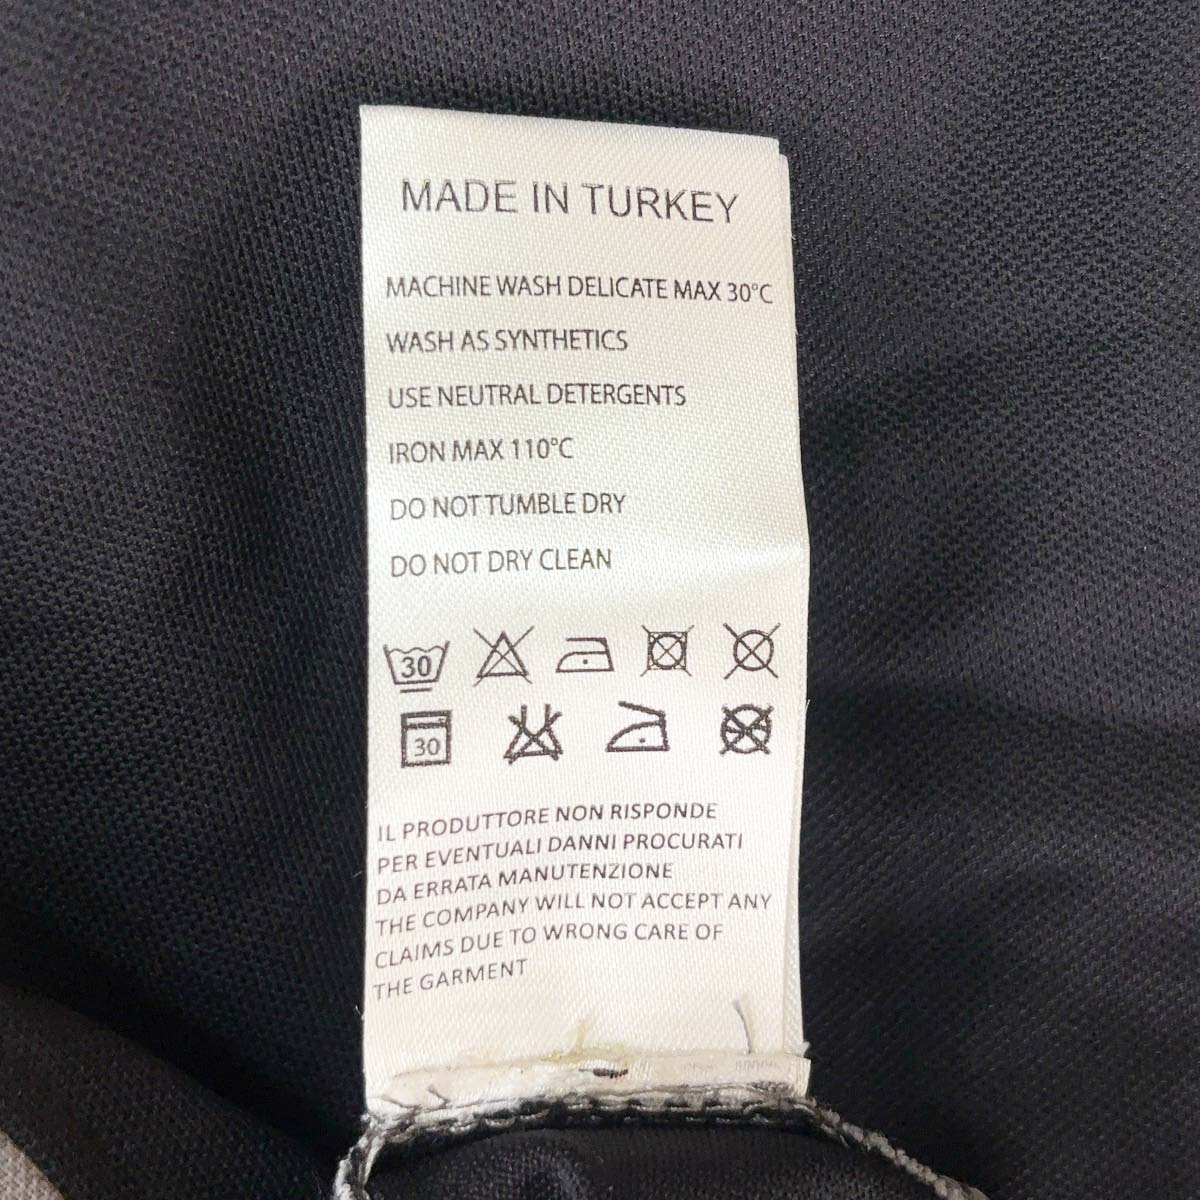 MADE IN TURKEY
MACHINE WASH DELICATE MAX 30°C
WASH AS SYNTHETICS
USE NEUTRAL DETERGENTS
IRON MAX 110°C
DO NOT TUMBLE DRY
DO NOT DRY CLEAN
30
30
IL PRODUTTORE NON RISPONDE
PER EVENTUALI DANNI PROCURATI
DA ERRATA MANUTENZIONE
THE COMPANY WILL NOT ACCEPT ANY
CLAIMS DUE TO WRONG CARE OF
THE GARMENT